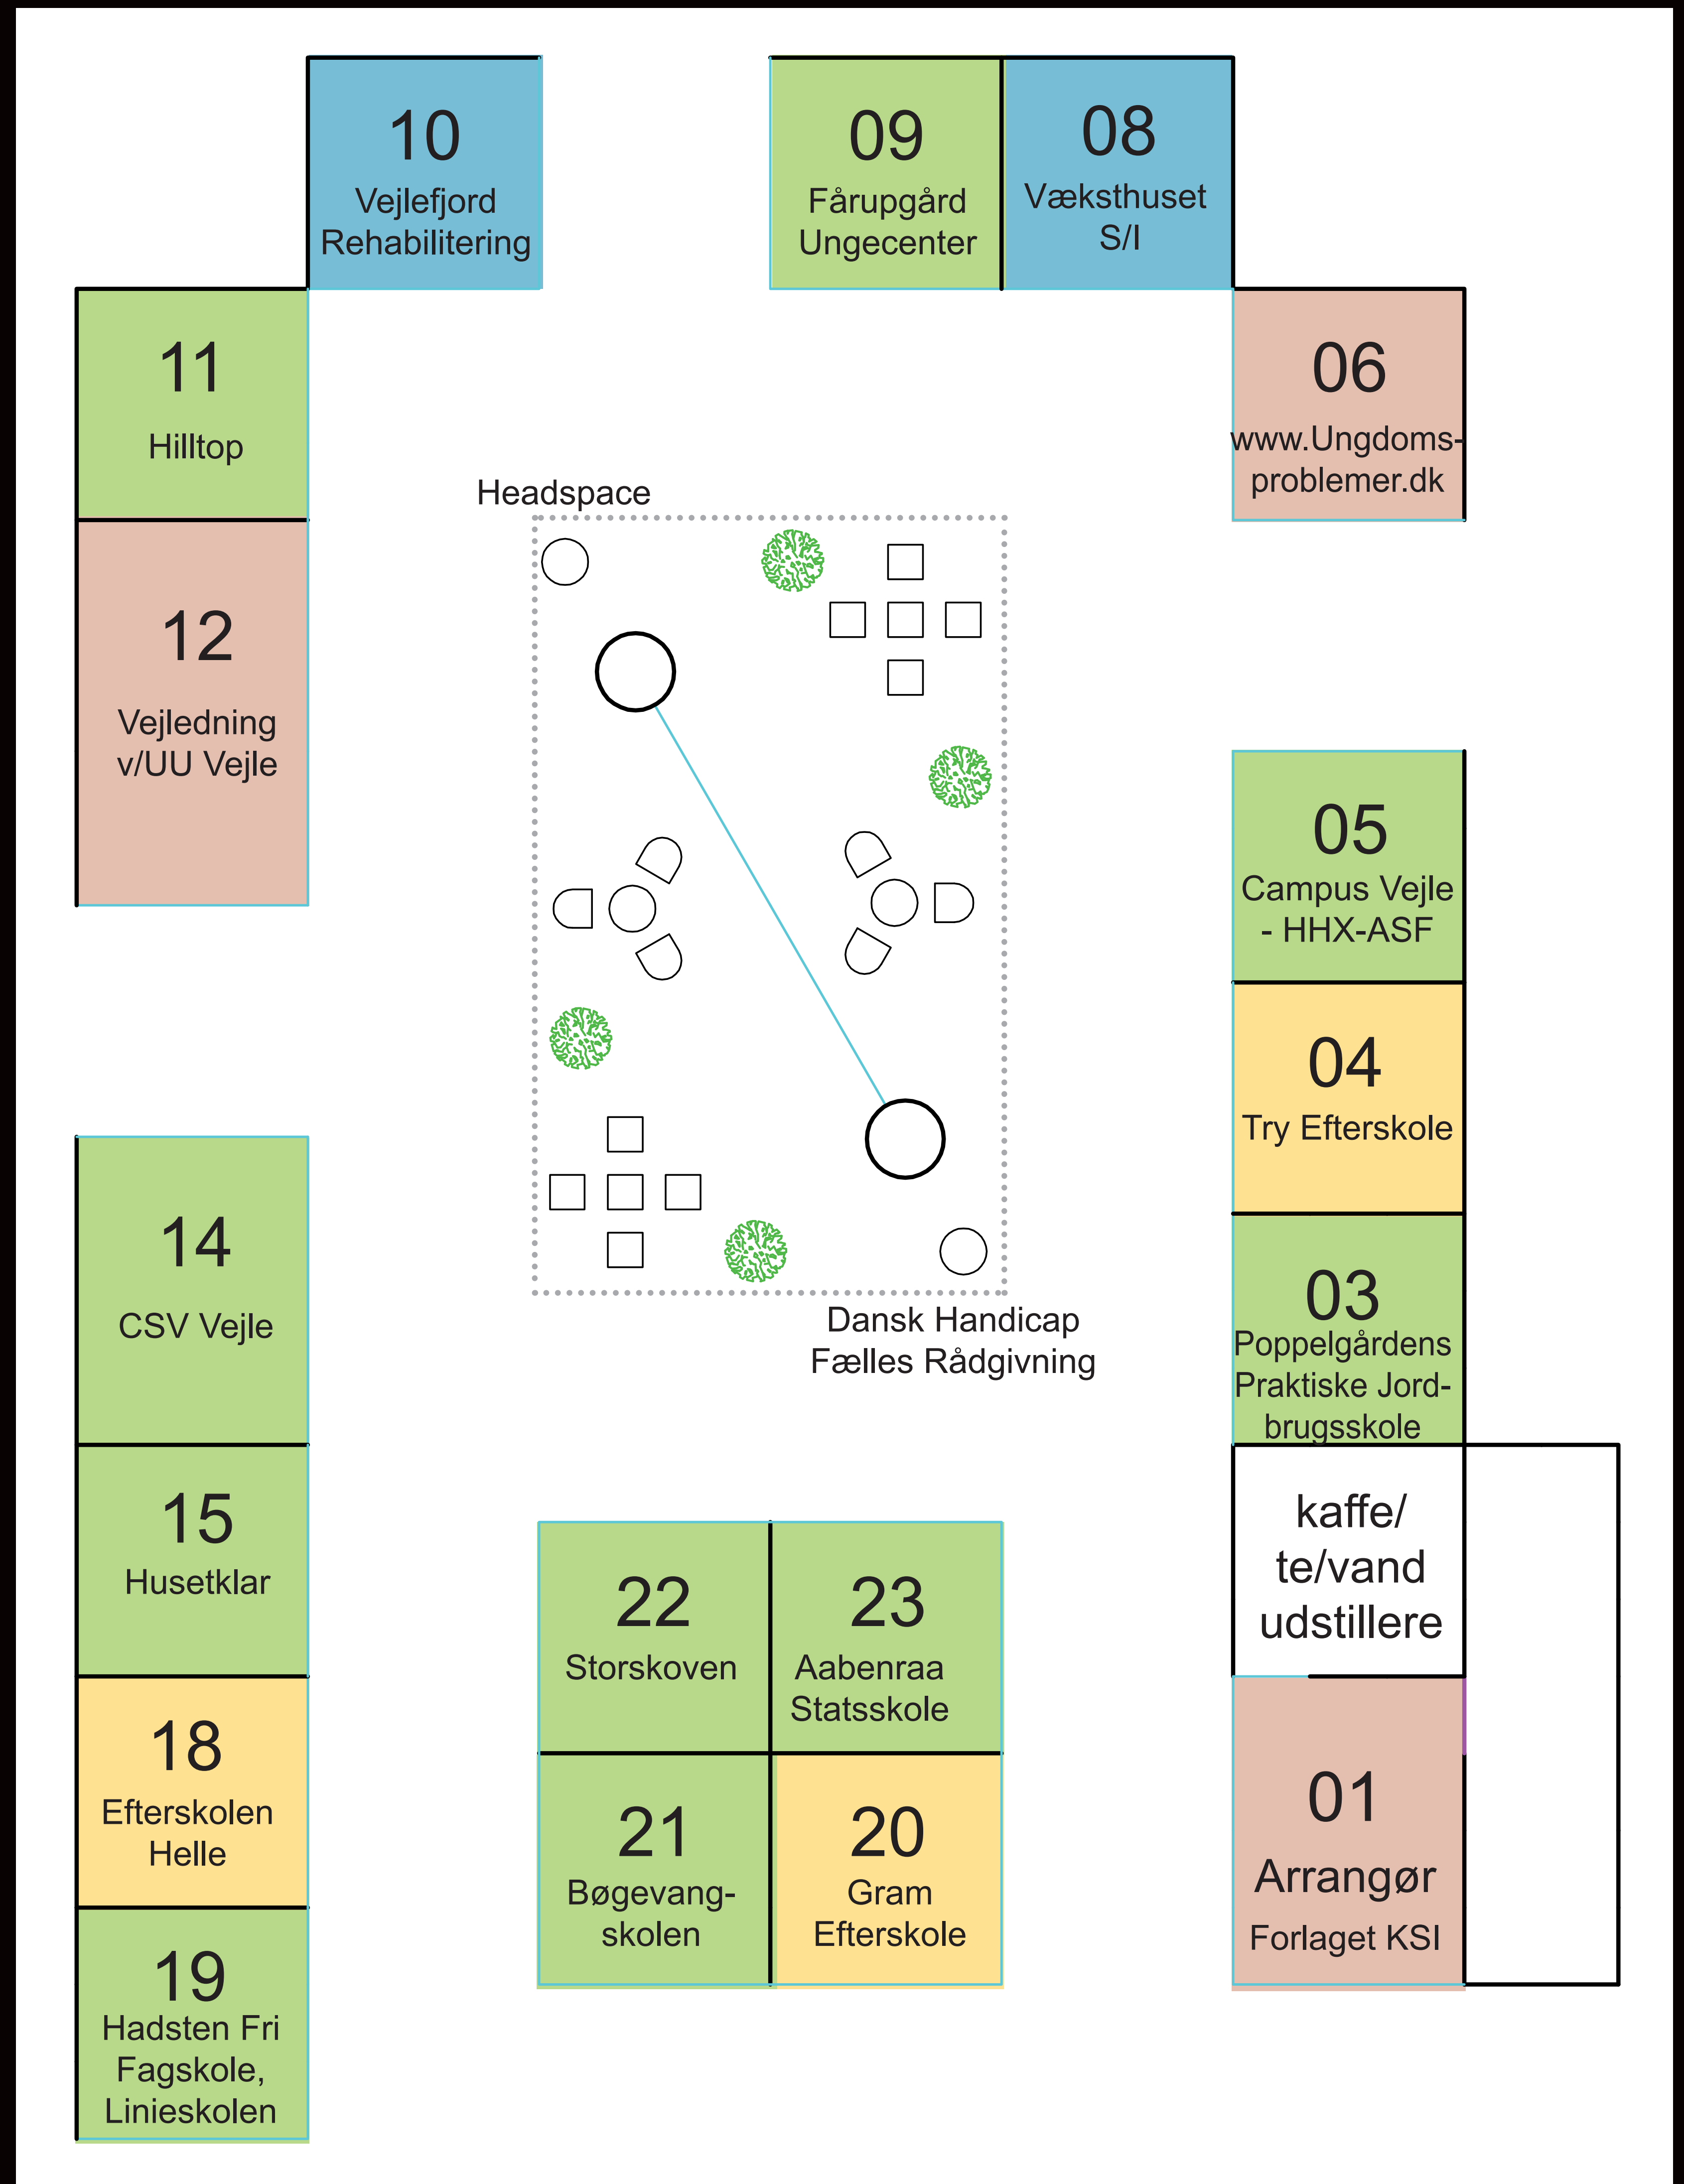 10
Vejlefjord
Rehabilitering
09
Fårupgård
Ungecenter
08
Væksthuset
S/I
11
Hilltop
06
www.Ungdoms-
problemer.dk
Headspace
12
Vejledning
v/UU Vejle
05
Campus Vejle
- HHX-ASF
04
Try Efterskole
14
CSV Vejle
03
Poppelgårdens
Praktiske Jord-
brugsskole
Dansk Handicap
Fælles Rådgivning
15
Husetklar
kaffe/
te/vand
udstillere
22
Storskoven
23
Aabenraa
Statsskole
18
Efterskolen
Helle
21
Bøgevang-
skolen
20
Gram
Efterskole
01
Arrangør
Forlaget KSI
19
Hadsten Fri
Fagskole,
Linieskolen